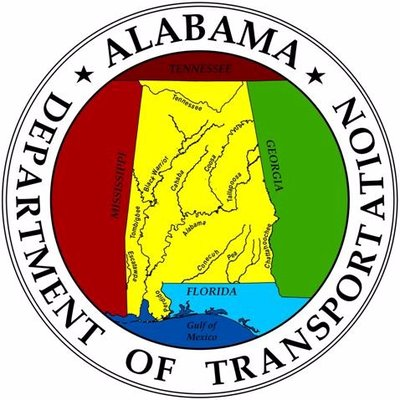 ALABAMA
DEPARTMENT OF TRANSPORTATION
TENNESSEE
MISSISSIPPI
GEORGIA
FLORIDA
Gulf of
Mexico
Tennessee
Black Warrior
Cahaba
Coosa
Tallapoosa
Tombigbee
Alabama
Chattahoochee
Escatawpa
Conecuh
Pea